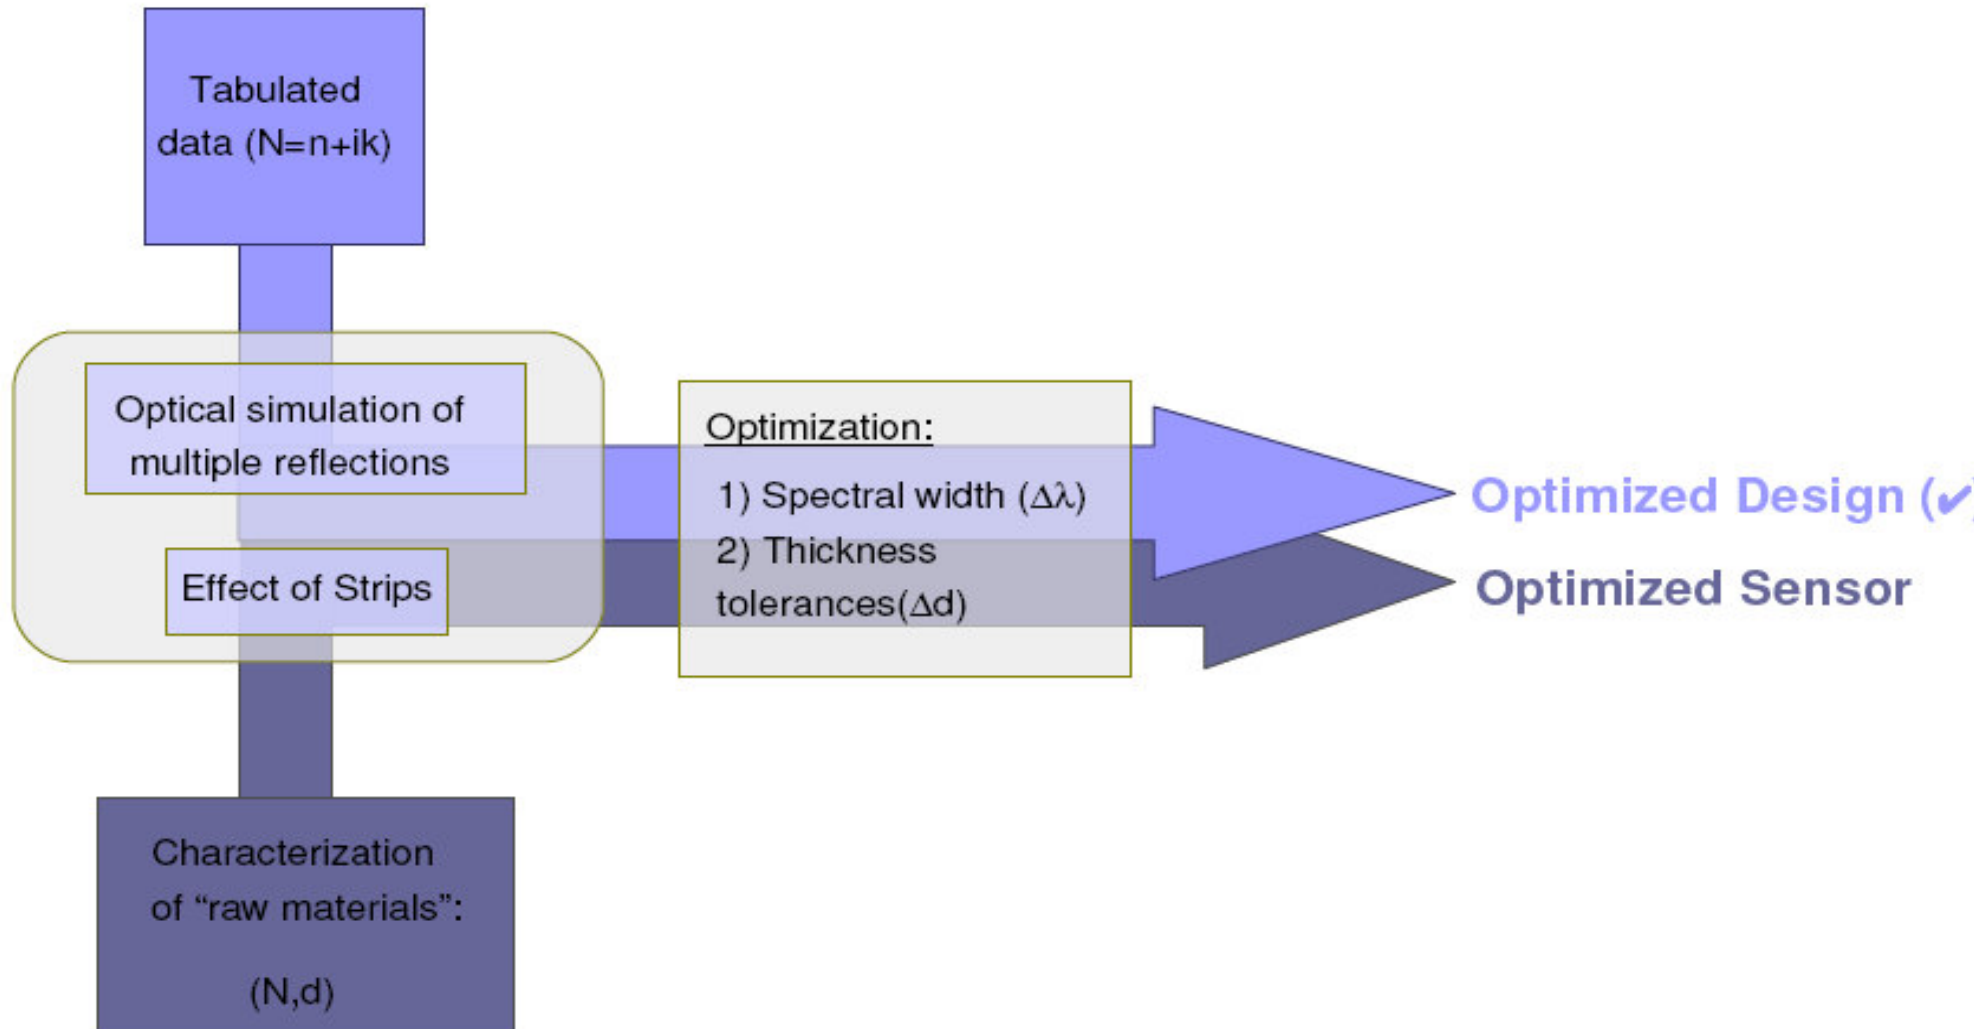 Tabulated
data (N=n+ik)
Optical simulation of
multiple reflections
Effect of Strips
Optimization:
1) Spectral width (Δλ)
2) Thickness
tolerances(Δd)
Optimized Design (✔)
Optimized Sensor
Characterization
of “raw materials”:
(N,d)